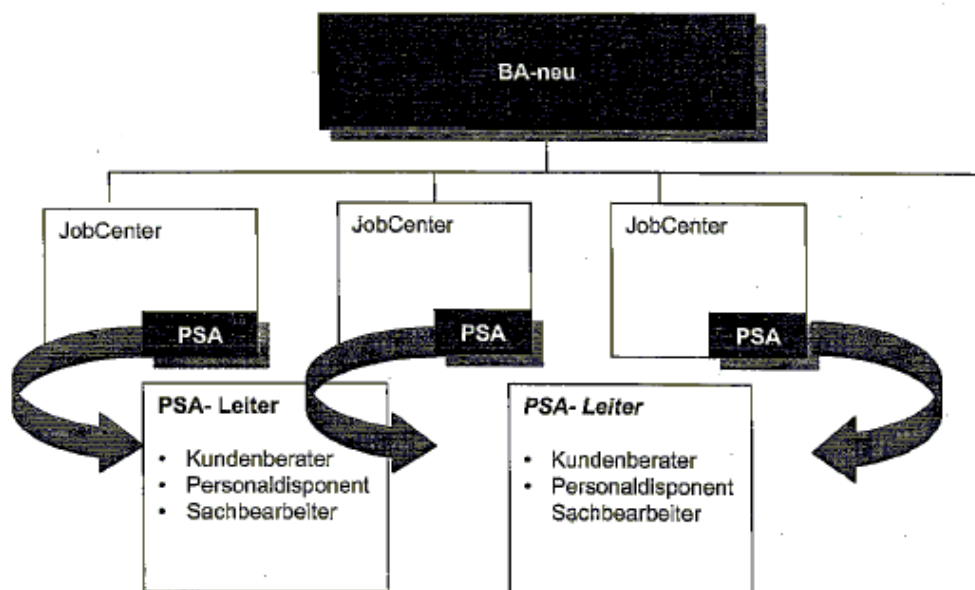 BA-neu
JobCenter
JobCenter
JobCenter
PSA
PSA
PSA
PSA- Leiter
• Kundenberater
• Personaldisponent
• Sachbearbeiter
PSA- Leiter
• Kundenberater
• Personaldisponent
Sachbearbeiter